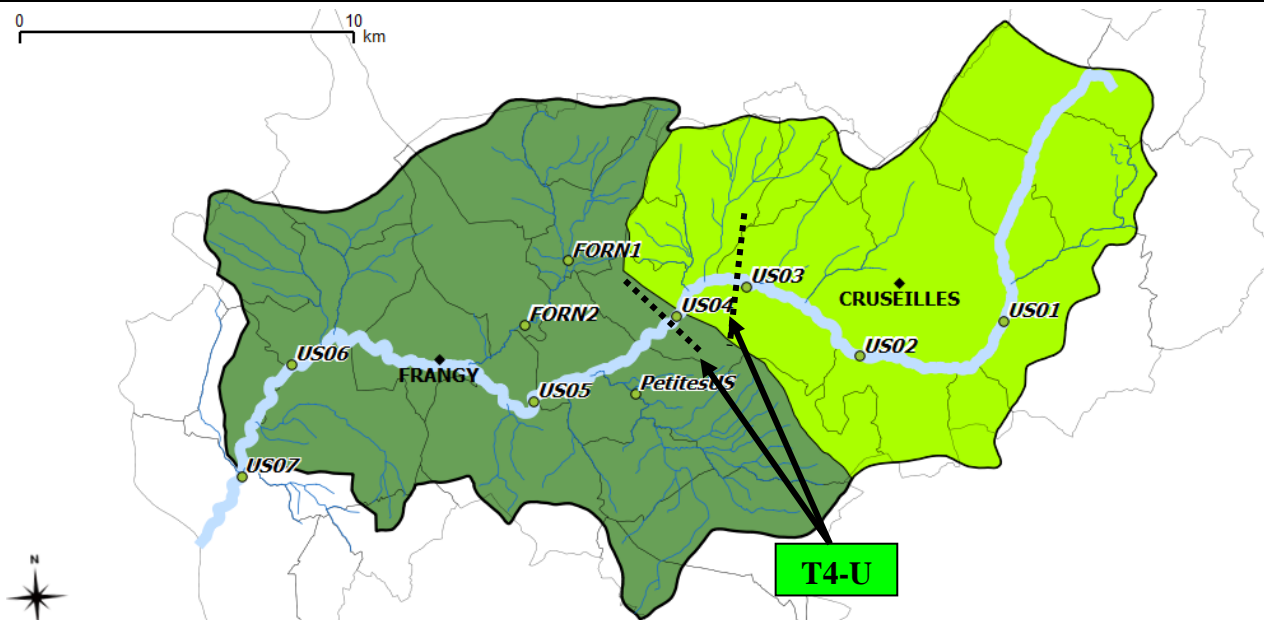 0 10
km
FORN1
US03
CRUSEILLES
US04
US01
FORN2
US02
US06
FRANGY
PetitesUS
US05
US07
N
T4-U